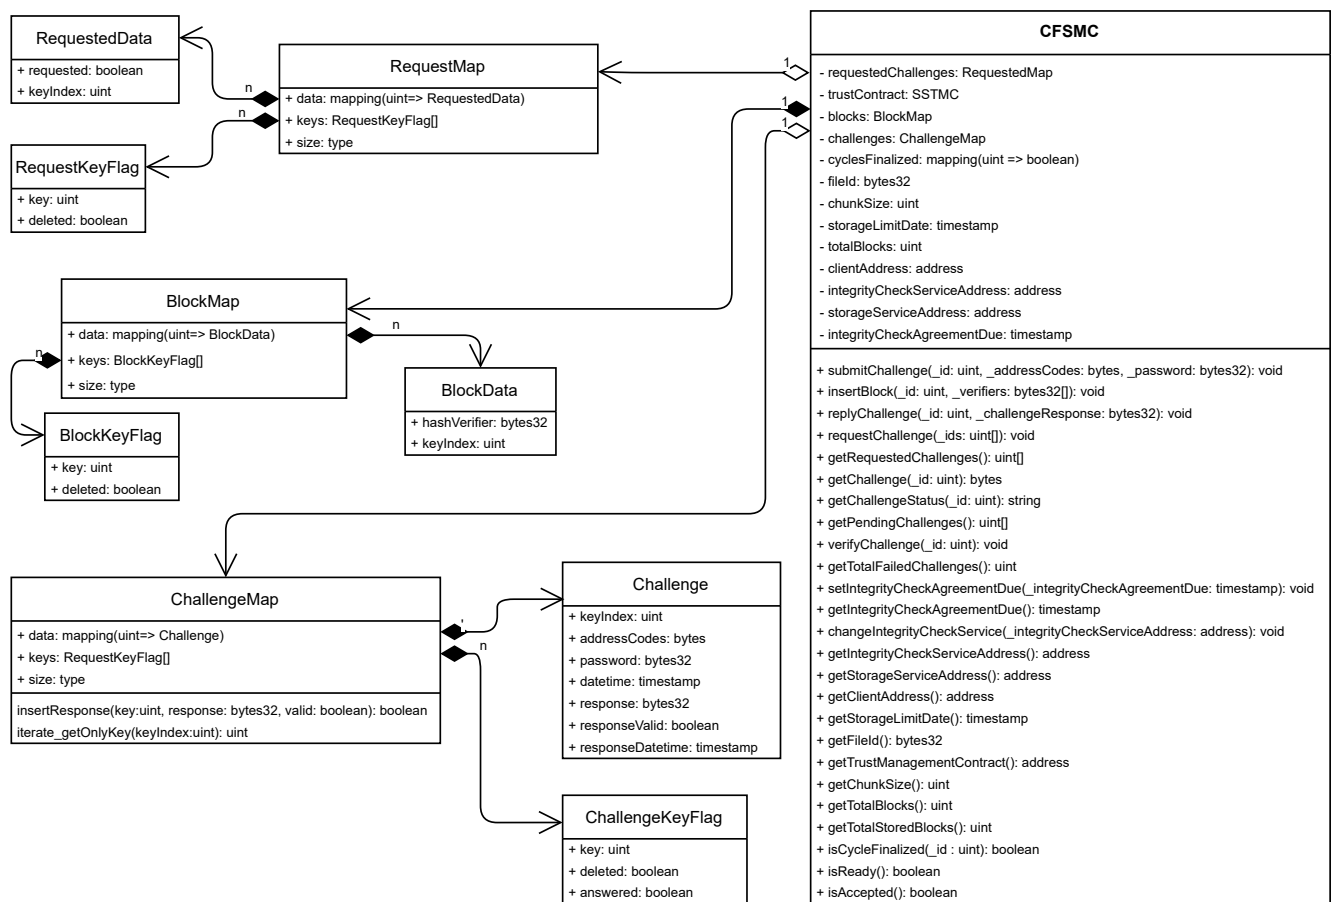 RequestedData
+ requested: boolean
+ keyIndex: uint
n
n
RequestMap
+ data: mapping(uint=> RequestedData)
+ keys: RequestKeyFlag[]
+ size: type
RequestKeyFlag
+ key: uint
+ deleted: boolean
1
1
1
CFSMC
- requestedChallenges: RequestedMap
- trustContract: SSTMC
- blocks: BlockMap
- challenges: ChallengeMap
- cyclesFinalized: mapping(uint => boolean)
- fileId: bytes32
- chunkSize: uint
- storageLimitDate: timestamp
- totalBlocks: uint
- clientAddress: address
- integrityCheckServiceAddress: address
- storageServiceAddress: address
- integrityCheckAgreementDue: timestamp
+ submitChallenge(_id: uint, _addressCodes: bytes, _password: bytes32): void
+ insertBlock(_id: uint, _verifiers: bytes32[]): void
+ replyChallenge(_id: uint, _challengeResponse: bytes32): void
+ requestChallenge(_ids: uint[]): void
+ getRequestedChallenges(): uint[]
+ getChallenge(_id: uint): bytes
+ getChallengeStatus(_id: uint): string
+ getPendingChallenges(): uint[]
+ verifyChallenge(_id: uint): void
+ getTotalFailedChallenges(): uint
+ setIntegrityCheckAgreementDue(_integrityCheckAgreementDue: timestamp): void
+ getIntegrityCheckAgreementDue(): timestamp
+ changeIntegrityCheckService(_integrityCheckServiceAddress: address): void
+ getIntegrityCheckServiceAddress(): address
+ getStorageServiceAddress(): address
+ getClientAddress(): address
+ getStorageLimitDate(): timestamp
+ getFileId(): bytes32
+ getTrustManagementContract(): address
+ getChunkSize(): uint
+ getTotalBlocks(): uint
+ getTotalStoredBlocks(): uint
+ isCycleFinalized(_id : uint): boolean
+ isReady(): boolean
+ isAccepted(): boolean
BlockMap
+ data: mapping(uint=> BlockData)
+ keys: BlockKeyFlag[]
+ size: type
n
n
BlockData
+ hashVerifier: bytes32
+ keyIndex: uint
BlockKeyFlag
+ key: uint
+ deleted: boolean
ChallengeMap
+ data: mapping(uint=> Challenge)
+ keys: RequestKeyFlag[]
+ size: type
insertResponse(key:uint, response: bytes32, valid: boolean): boolean
iterate_getOnlyKey(keyIndex:uint): uint
n
Challenge
+ keyIndex: uint
+ addressCodes: bytes
+ password: bytes32
+ datetime: timestamp
+ response: bytes32
+ responseValid: boolean
+ responseDatetime: timestamp
ChallengeKeyFlag
+ key: uint
+ deleted: boolean
+ answered: boolean